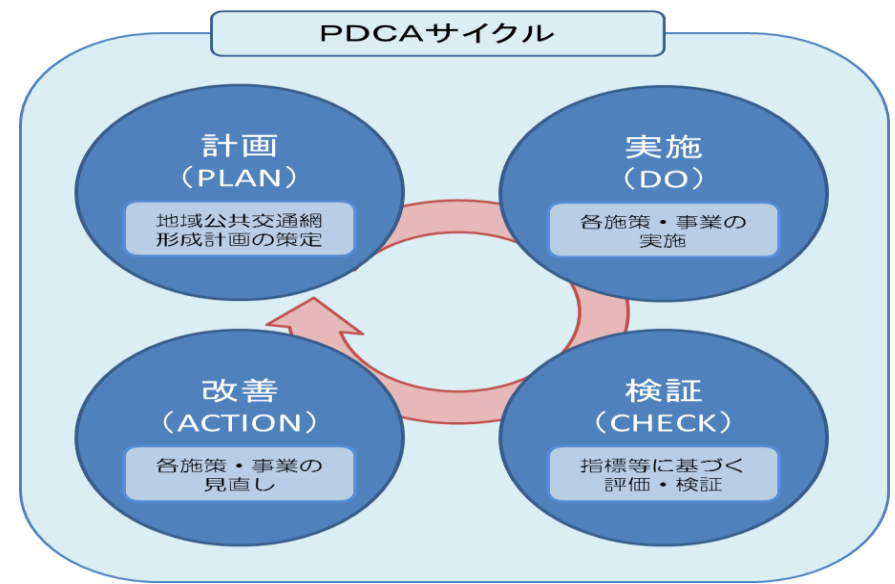 PDCAサイクル
計画
（PLAN）
地域公共交通網
形成計画の策定
実施
（DO）
各施策・事業の
実施
検証
（CHECK）
指標等に基づく
評価・検証
改善
（ACTION）
各施策・事業の
見直し